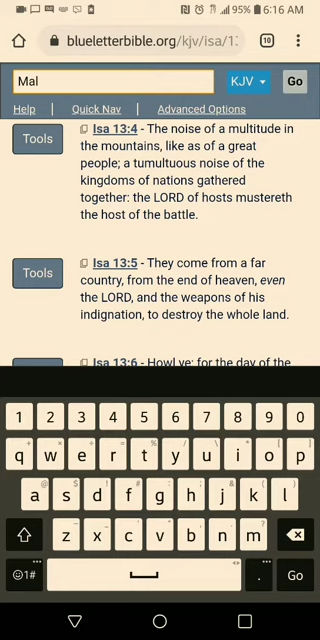 95% 6:16 AM
blueletterbible.org/kjv/isa/13 10
Mal KJV Go
Help | Quick Nav | Advanced Options
Tools Isa 13:4 - The noise of a multitude in
the mountains, like as of a great
people; a tumultuous noise of the
kingdoms of nations gathered
together: the LORD of hosts mustereth
the host of the battle.
Tools Isa 13:5 - They come from a far
country, from the end of heaven, even
the LORD, and the weapons of his
indignation, to destroy the whole land.
Isa 13:6 - Howl ye; for the day of the
1 2 3 4 5 6 7 8 9 0
q w e r t y u i o p
a s d f g h j k l
z x c v b n m
☺1# . Go